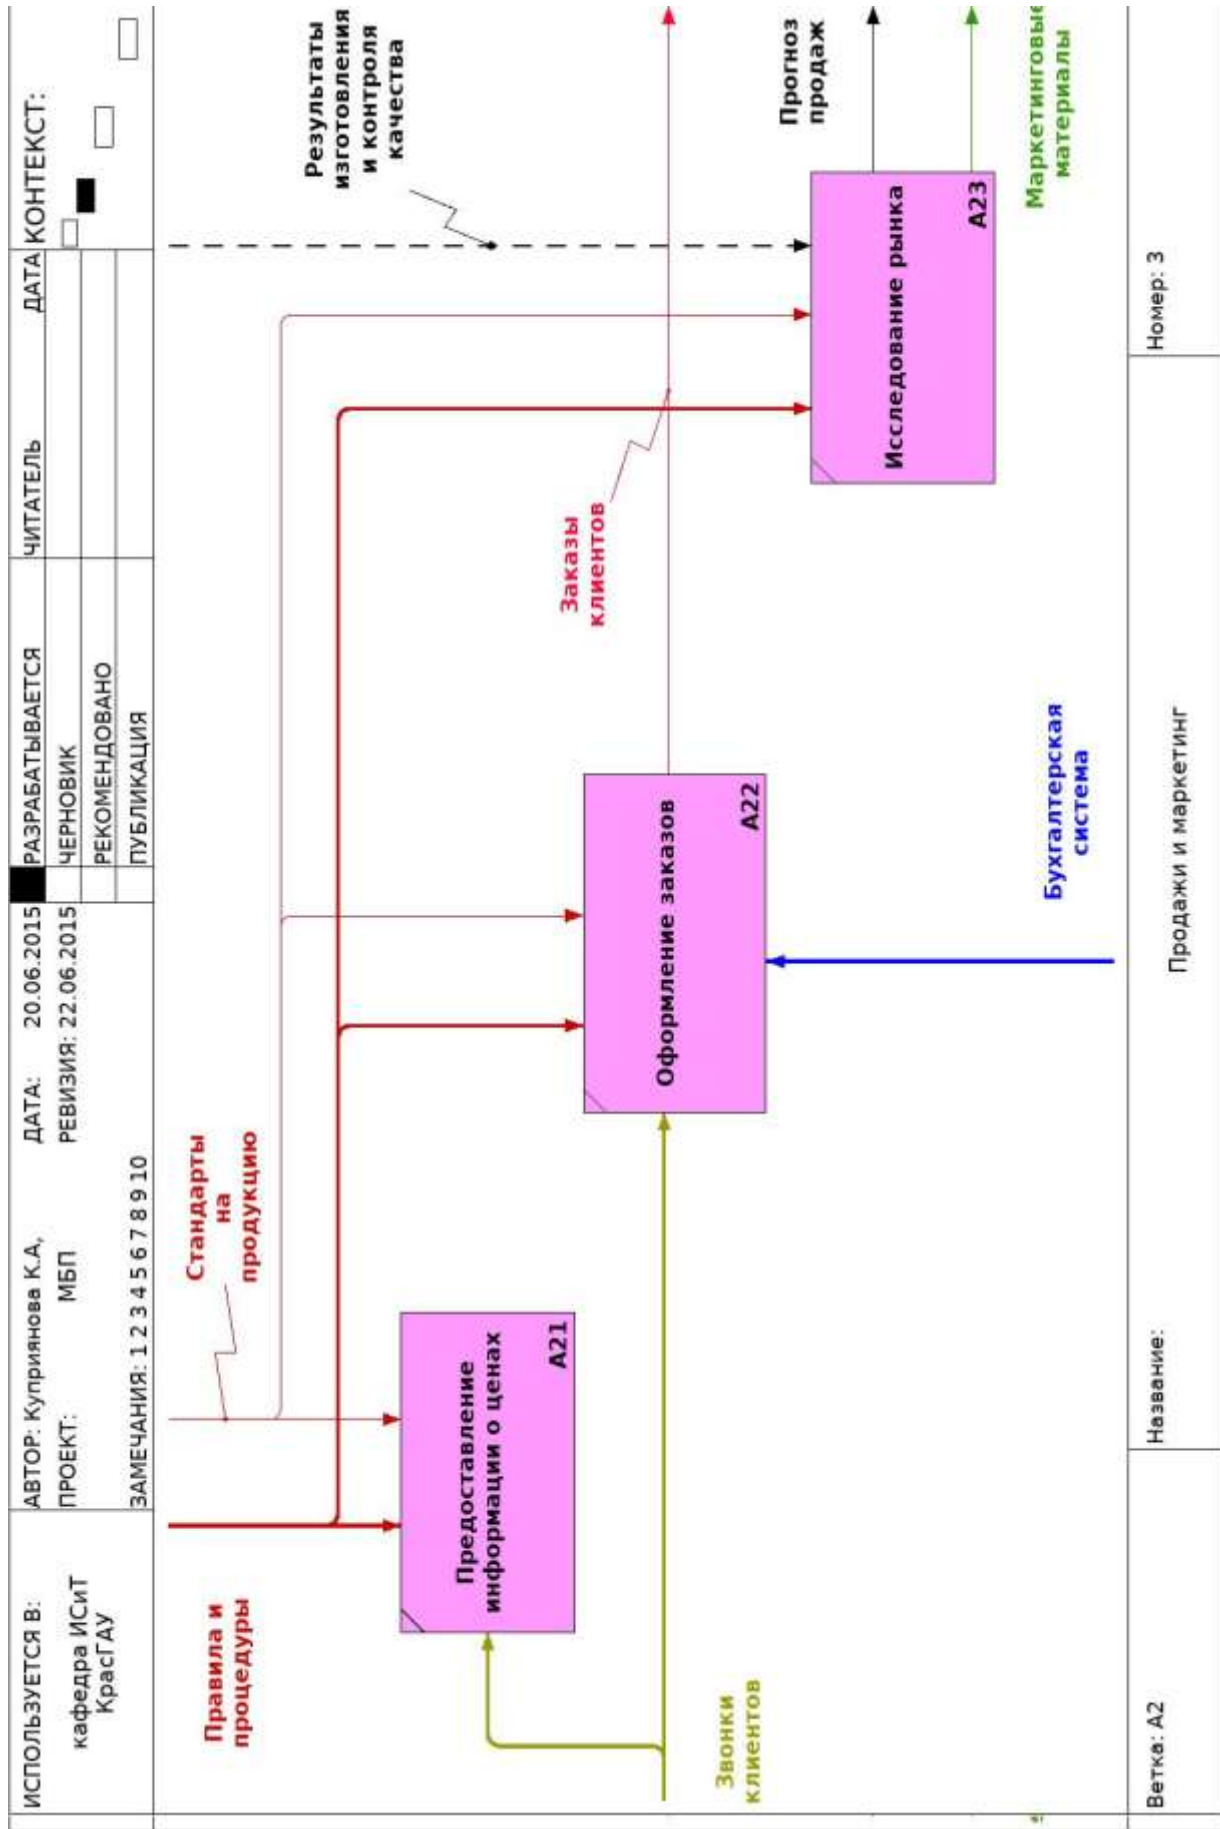 ИСПОЛЬЗУЕТСЯ В:
кафедра ИСиТ
КрасГАУ
АВТОР: Куприянова К.А,
ДАТА:
20.06.2015
ПРОЕКТ:
МБП
РЕВИЗИЯ: 22.06.2015
ЗАМЕЧАНИЯ: 1 2 3 4 5 6 7 8 9 10
РАЗРАБАТЫВАЕТСЯ
ЧЕРНОВИК
РЕКОМЕНДОВАНО
ПУБЛИКАЦИЯ
ЧИТАТЕЛЬ
ДАТА
КОНТЕКСТ:
Правила и
процедуры
Стандарты
на
продукцию
Результаты
изготовления
и контроля
качества
Предоставление
информации о ценах
A21
Заказы
клиентов
Оформление заказов
A22
Звонки
клиентов
Прогноз
продаж
Исследование рынка
A23
Бухгалтерская
система
Маркетинговые
материалы
Ветка: A2
Название:
Продажи и маркетинг
Номер: 3